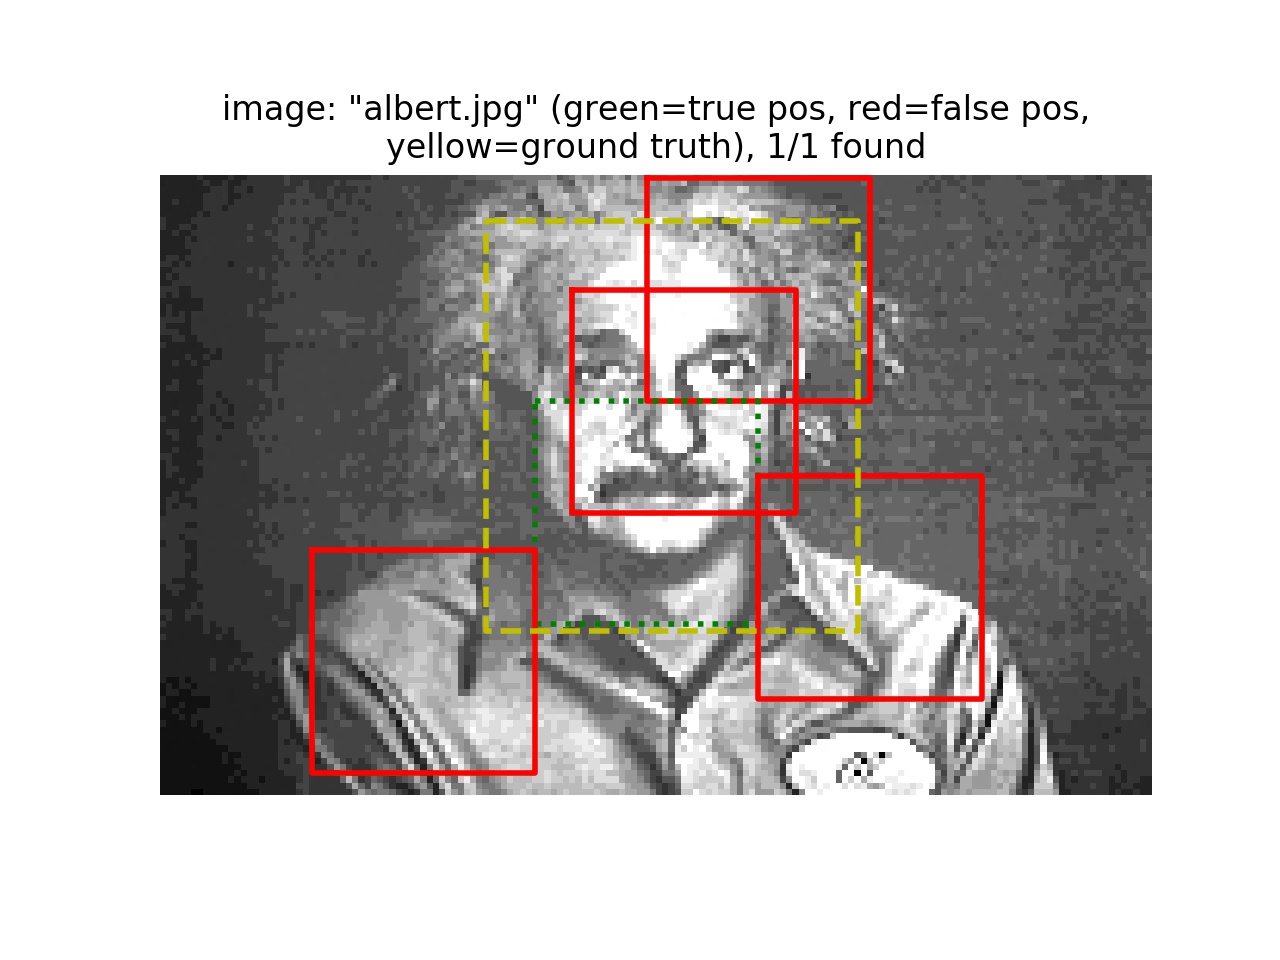 image: "albert.jpg" (green=true pos, red=false pos,
yellow=ground truth), 1/1 found